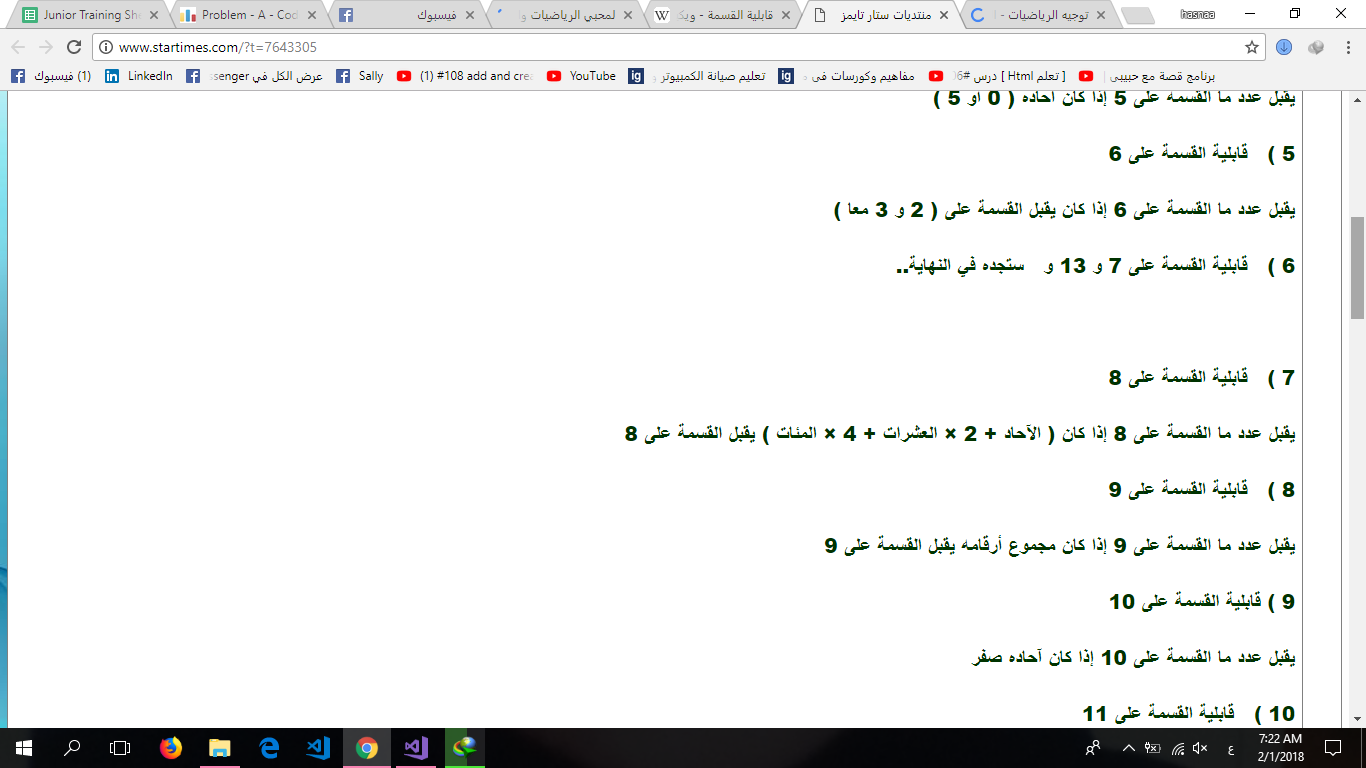 Junior Training She
Problem - A - Cod
فيسبوك
لمحبي الرياضيات وا
قابلية القسمة - ويك
منتديات ستار تايمز
توجيه الرياضيات - ا
hasnaa
www.startimes.com/?t=7643305
(1) فيسبوك
LinkedIn
عرض الكل في ssenger
Sally
(1) #108 add and crea
YouTube
تعليم صيانة الكمبيوتر و
مفاهيم وكورسات فى
[ تعلم Html ] درس #06
برنامج قصة مع حبيبى
يقبل عدد ما القسمة على 5 إذا كان آحاده ( 0 او 5 )
5 ) قابلية القسمة على 6
يقبل عدد ما القسمة على 6 إذا كان يقبل القسمة على ( 2 و 3 معا )
6 ) قابلية القسمة على 7 و 13 و ستجده في النهاية..
7 ) قابلية القسمة على 8
يقبل عدد ما القسمة على 8 إذا كان ( الآحاد + 2 × العشرات + 4 × المئات ) يقبل القسمة على 8
8 ) قابلية القسمة على 9
يقبل عدد ما القسمة على 9 إذا كان مجموع أرقامه يقبل القسمة على 9
9 ) قابلية القسمة على 10
يقبل عدد ما القسمة على 10 إذا كان آحاده صفر
10 ) قابلية القسمة على 11
ع
7:22 AM
2/1/2018